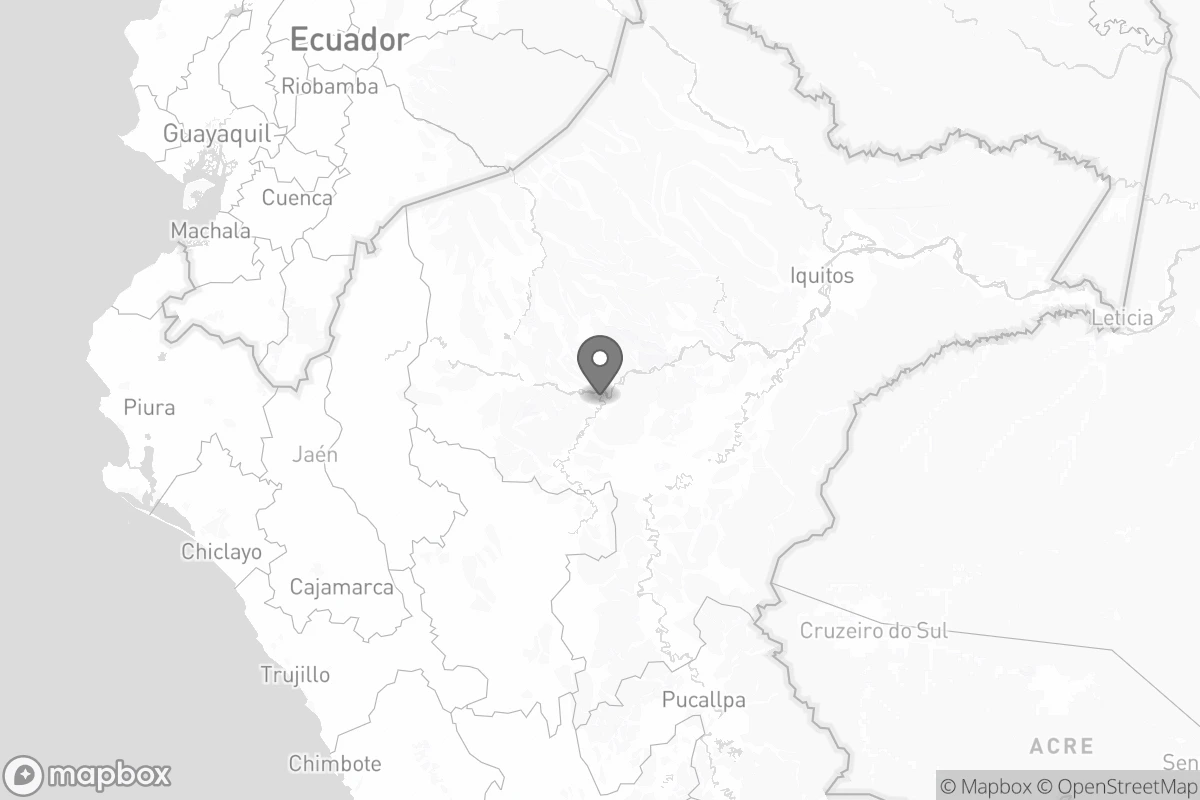 Ecuador
Riobamba
Guayaquil
Cuenca
Machala
Iquitos
Leticia
Piura
Jaén
Chiclayo
Cajamarca
Cruzeiro do Sul
Trujillo
Pucallpa
ACRE
Chimbote
Sen
mapbox
© Mapbox © OpenStreetMap